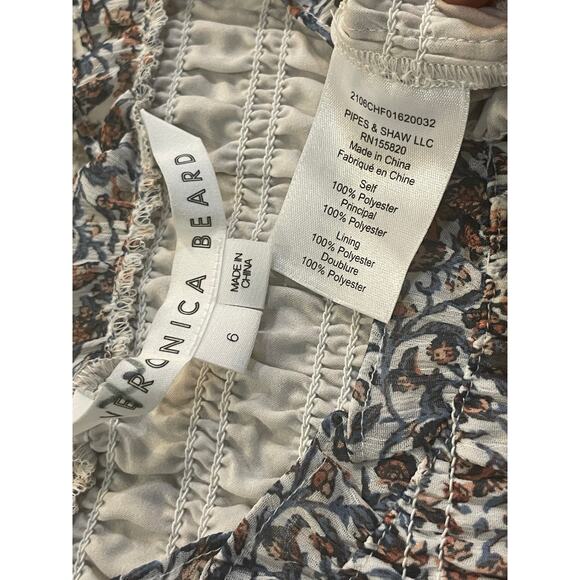 VERONICA BEARD
MADE IN
CHINA
6
2106CHF01620032
PIPES & SHAW LLC
RN155820
Made in China
Fabriqué en Chine
Self
100% Polyester
Principal
100% Polyester
Lining
100% Polyester
Doublure
100% Polyester